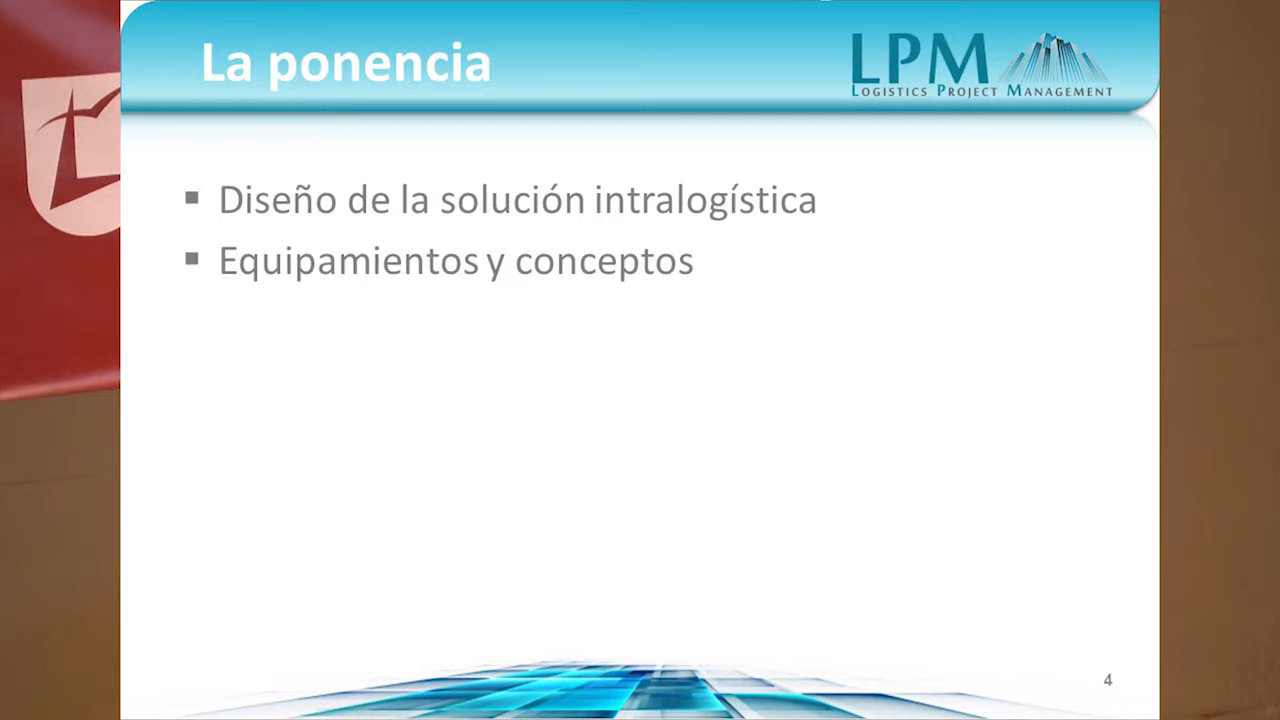 La ponencia
LPM
LOGISTICS PROJECT MANAGEMENT
▪ Diseño de la solución intralogística
▪ Equipamientos y conceptos
4